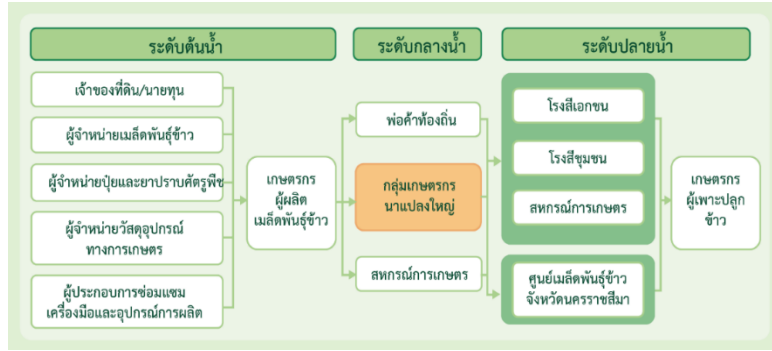 ระดับต้นน้ำ
ระดับกลางน้ำ
ระดับปลายน้ำ
เจ้าของที่ดิน/นายทุน
ผู้จำหน่ายเมล็ดพันธุ์ข้าว
ผู้จำหน่ายปุ๋ยและยาปราบศัตรูพืช
ผู้จำหน่ายวัสดุอุปกรณ์
ทางการเกษตร
ผู้ประกอบการซ่อมแซม
เครื่องมือและอุปกรณ์การผลิต
เกษตรกร
ผู้ผลิต
เมล็ดพันธุ์ข้าว
พ่อค้าท้องถิ่น
กลุ่มเกษตรกร
นาแปลงใหญ่
สหกรณ์การเกษตร
โรงสีเอกชน
โรงสีชุมชน
สหกรณ์การเกษตร
ศูนย์เมล็ดพันธุ์ข้าว
จังหวัดนครราชสีมา
เกษตรกร
ผู้เพาะปลูก
ข้าว